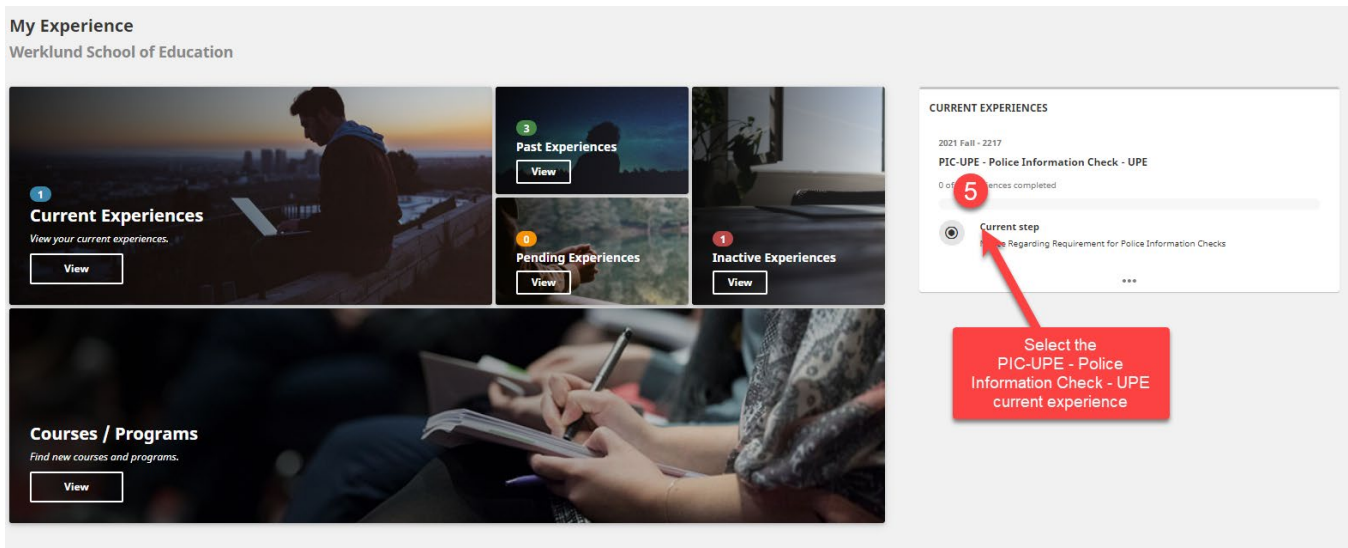 My Experience
Werklund School of Education
1
Current Experiences
View your current experiences.
View
3
Past Experiences
View
0
Pending Experiences
View
1
Inactive Experiences
View
Courses / Programs
Find new courses and programs.
View
CURRENT EXPERIENCES
2021 Fall - 2217
PIC-UPE - Police Information Check - UPE
0 of completed
5
Current step
Regarding Requirement for Police Information Checks
•••
Select the
PIC-UPE - Police
Information Check - UPE
current experience